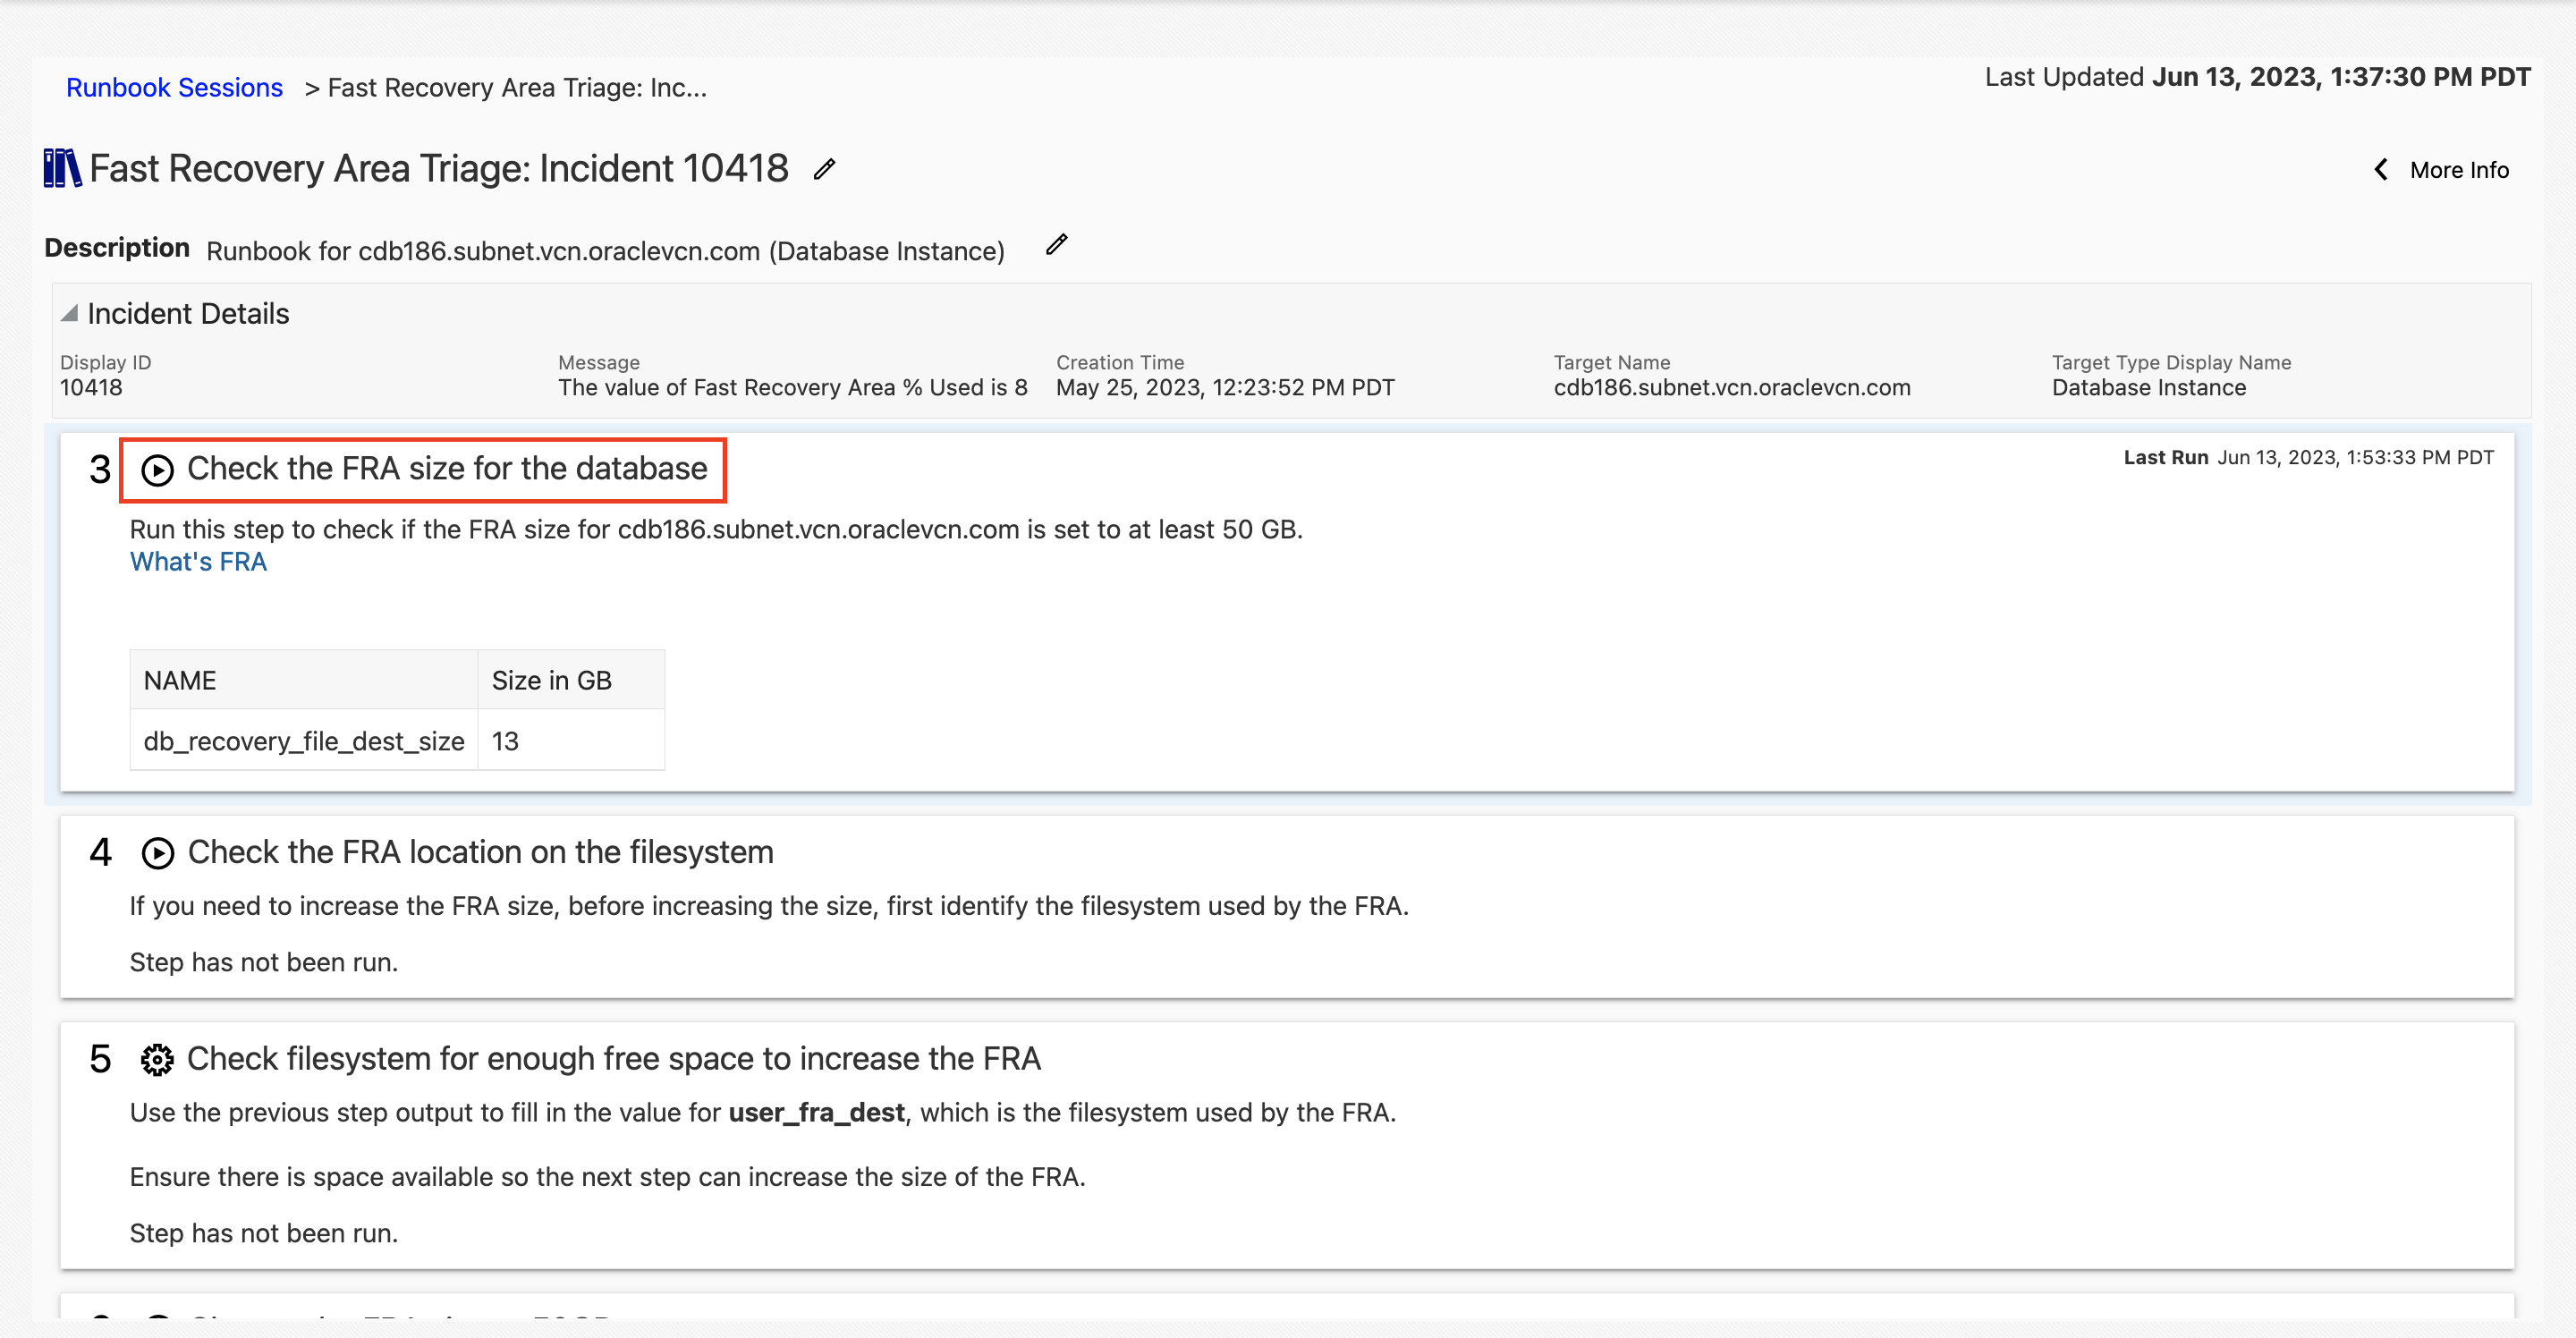 Runbook Sessions > Fast Recovery Area Triage: Inc...
Last Updated Jun 13, 2023, 1:37:30 PM PDT
Fast Recovery Area Triage: Incident 10418
More Info
Description Runbook for cdb186.subnet.vcn.oraclevcn.com (Database Instance)
Incident Details
Display ID
10418
Message
The value of Fast Recovery Area % Used is 8
Creation Time
May 25, 2023, 12:23:52 PM PDT
Target Name
cdb186.subnet.vcn.oraclevcn.com
Target Type Display Name
Database Instance
3 Check the FRA size for the database
Last Run Jun 13, 2023, 1:53:33 PM PDT
Run this step to check if the FRA size for cdb186.subnet.vcn.oraclevcn.com is set to at least 50 GB.
What's FRA
NAME Size in GB
db_recovery_file_dest_size 13
4 Check the FRA location on the filesystem
If you need to increase the FRA size, before increasing the size, first identify the filesystem used by the FRA.
Step has not been run.
5 Check filesystem for enough free space to increase the FRA
Use the previous step output to fill in the value for user_fra_dest, which is the filesystem used by the FRA.
Ensure there is space available so the next step can increase the size of the FRA.
Step has not been run.